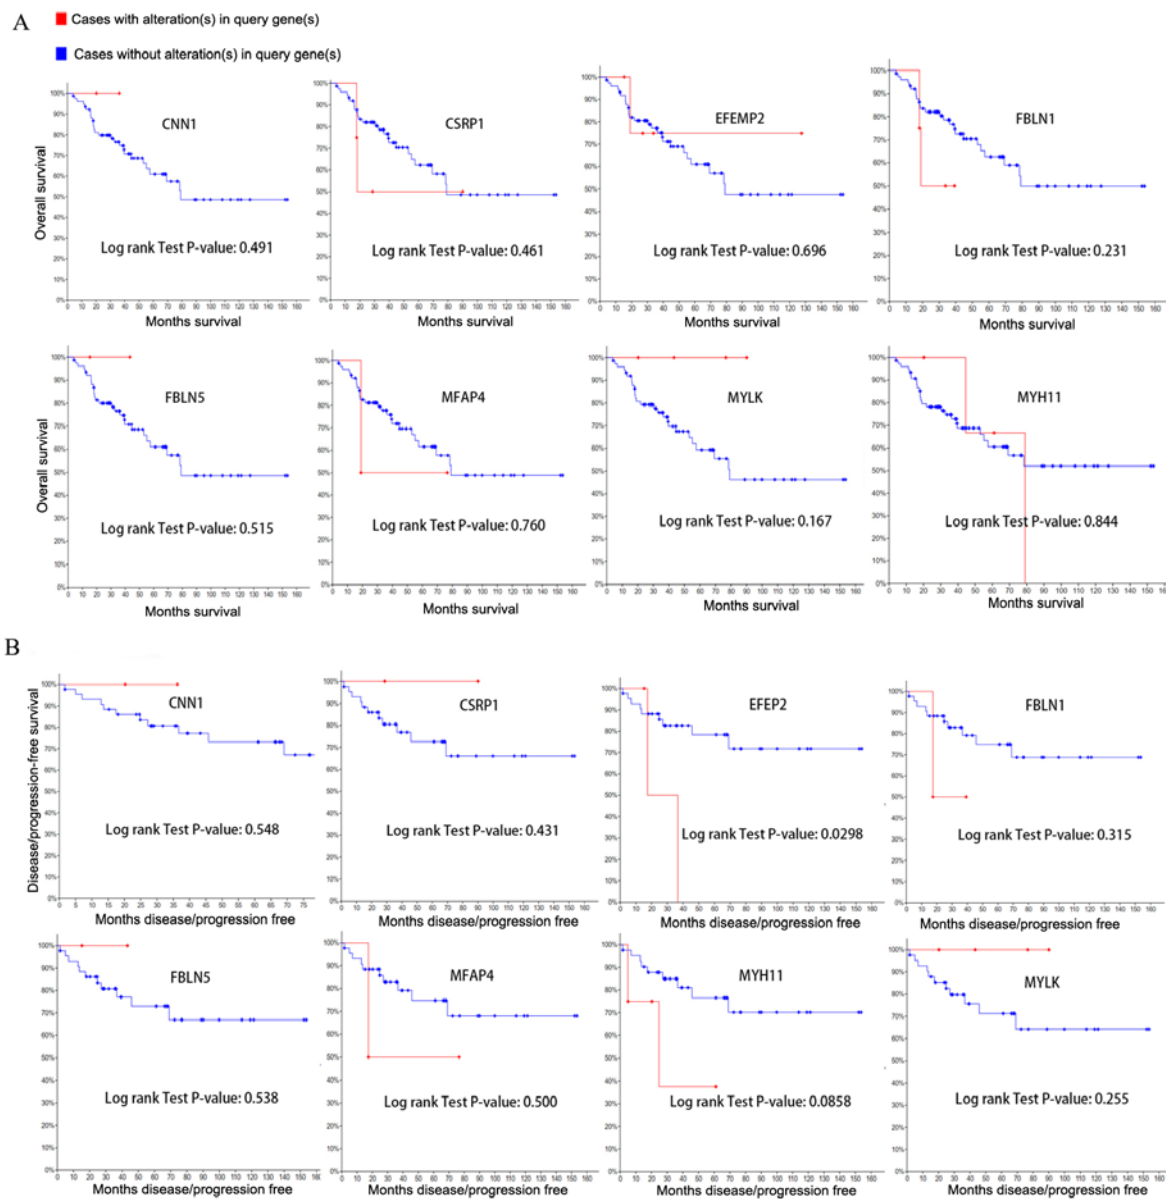 A
Cases with alteration(s) in query gene(s)
Cases without alteration(s) in query gene(s)
Overall survival
CNN1
Log rank Test P-value: 0.491
Months survival
CSRP1
Log rank Test P-value: 0.461
Months survival
EFEMP2
Log rank Test P-value: 0.696
Months survival
FBLN1
Log rank Test P-value: 0.231
Months survival
Overall survival
FBLN5
Log rank Test P-value: 0.515
Months survival
MFAP4
Log rank Test P-value: 0.760
Months survival
MYLK
Log rank Test P-value: 0.167
Months survival
MYH11
Log rank Test P-value: 0.844
Months survival
B
Disease/progression-free survival
CNN1
Log rank Test P-value: 0.548
Months disease/progression free
CSRP1
Log rank Test P-value: 0.431
Months disease/progression free
EFEP2
Log rank Test P-value: 0.0298
Months disease/progression free
FBLN1
Log rank Test P-value: 0.315
Months disease/progression free
FBLN5
Log rank Test P-value: 0.538
Months disease/progression free
MFAP4
Log rank Test P-value: 0.500
Months disease/progression free
MYH11
Log rank Test P-value: 0.0858
Months disease/progression free
MYLK
Log rank Test P-value: 0.255
Months disease/progression free